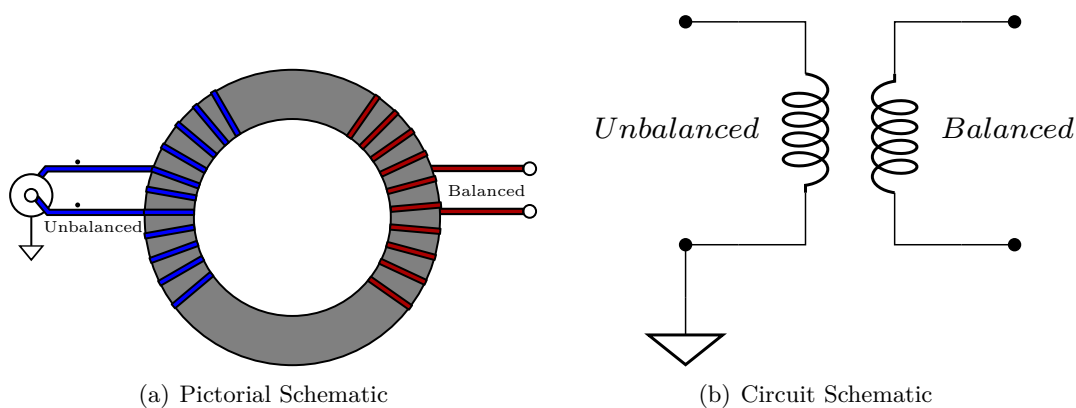 Unbalanced
Balanced
(a) Pictorial Schematic
Unbalanced
Balanced
(b) Circuit Schematic